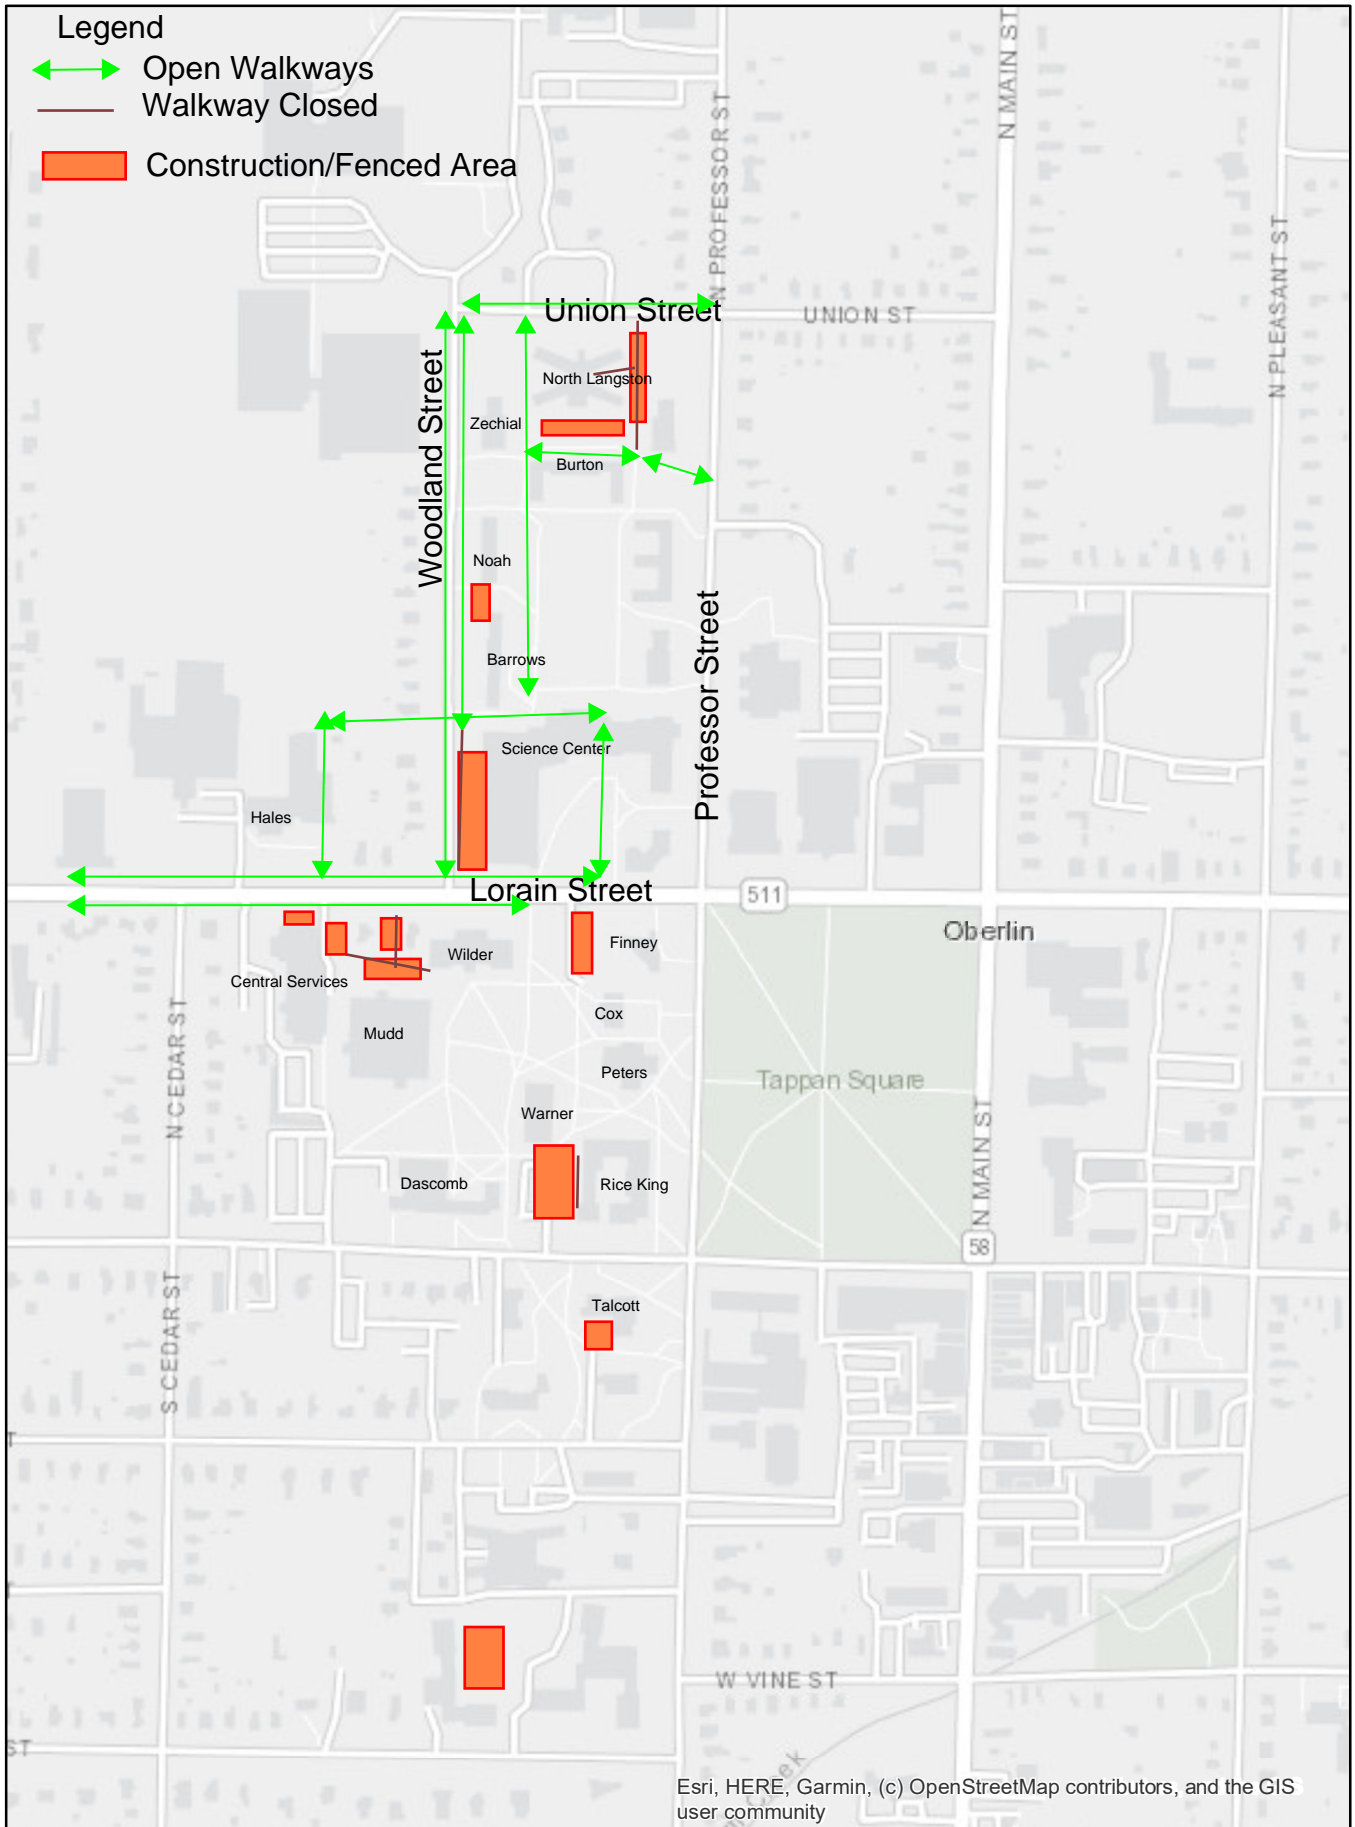 Legend
Open Walkways
Walkway Closed
Construction/Fenced Area
N MAIN ST
N PROFESSOR ST
N PLEASANT ST
Union Street
UNION ST
Woodland Street
North Langston
Zechial
Burton
Noah
Barrows
Professor Street
Science Center
Hales
Lorain Street
511
Oberlin
Finney
Wilder
Central Services
Cox
Mudd
Peters
Tappan Square
N CEDAR ST
Warner
Dascomb
Rice King
N MAIN ST
58
Talcott
S CEDAR ST
T
T
W VINE ST
ST
Creek
Esri, HERE, Garmin, (c) OpenStreetMap contributors, and the GIS
user community